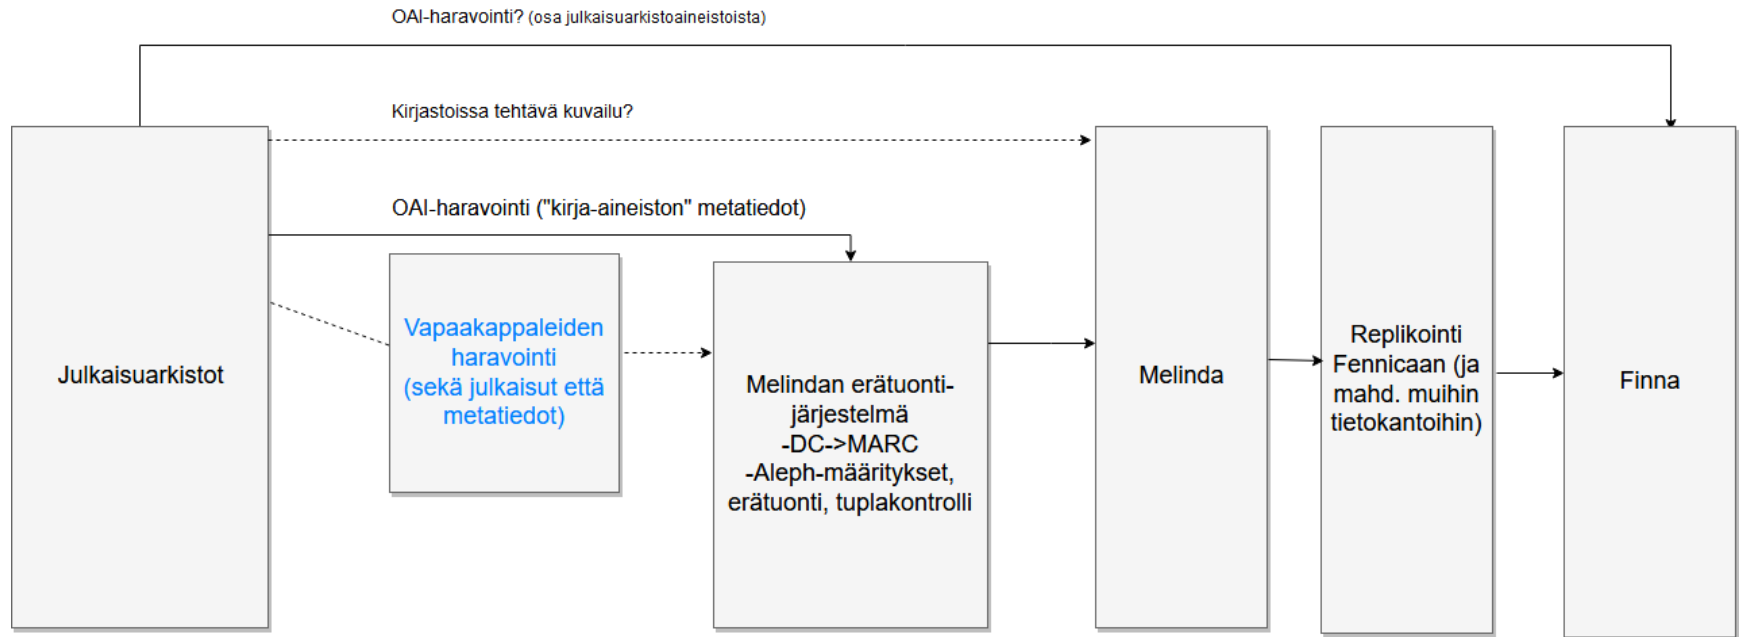 OAI-haravointi? (osa julkaisuarkistoaineistoista)
Kirjastoissa tehtävä kuvailu?
OAI-haravointi ("kirja-aineiston" metatiedot)
Julkaisuarkistot
Vapaakappaleiden
haravointi
(sekä julkaisut että
metatiedot)
Melindan erätuonti-
järjestelmä
-DC->MARC
-Aleph-määritykset,
erätuonti, tuplakontrolli
Melinda
Replikointi
Fennicaan (ja
mahd. muihin
tietokantoihin)
Finna